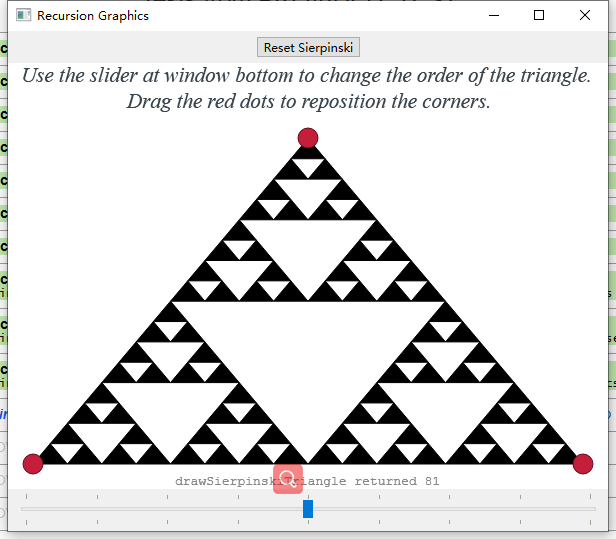 Recursion Graphics
Reset Sierpinski
Use the slider at window bottom to change the order of the triangle.
Drag the red dots to reposition the corners.
drawSierpinskiTriangle returned 81